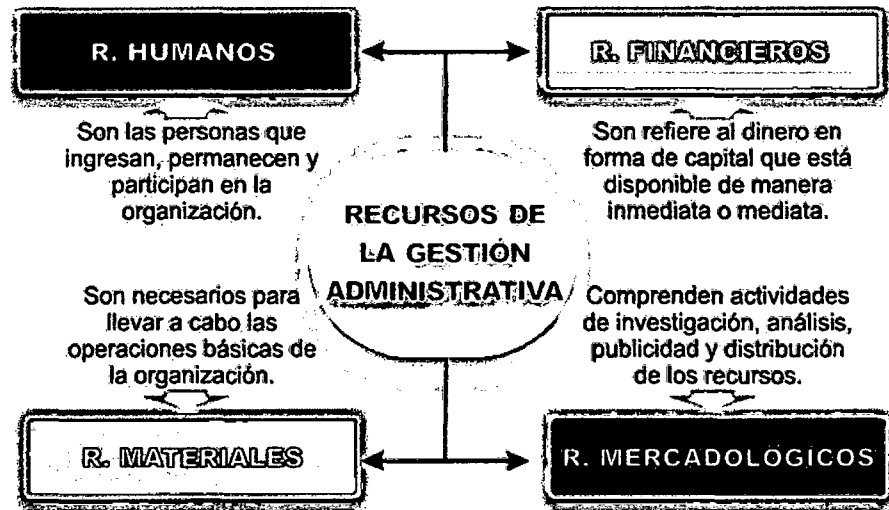 R. HUMANOS
R. FINANCIEROS
Son las personas que
ingresan, permanecen y
participan en la
organización.
Son refiere al dinero en
forma de capital que está
disponible de manera
inmediata o mediata.
RECURSOS DE
LA GESTIÓN
ADMINISTRATIVA
Son necesarios para
llevar a cabo las
operaciones básicas de
la organización.
Comprenden actividades
de investigación, análisis,
publicidad y distribución
de los recursos.
R. MATERIALES
R. MERCADOLÓGICOS